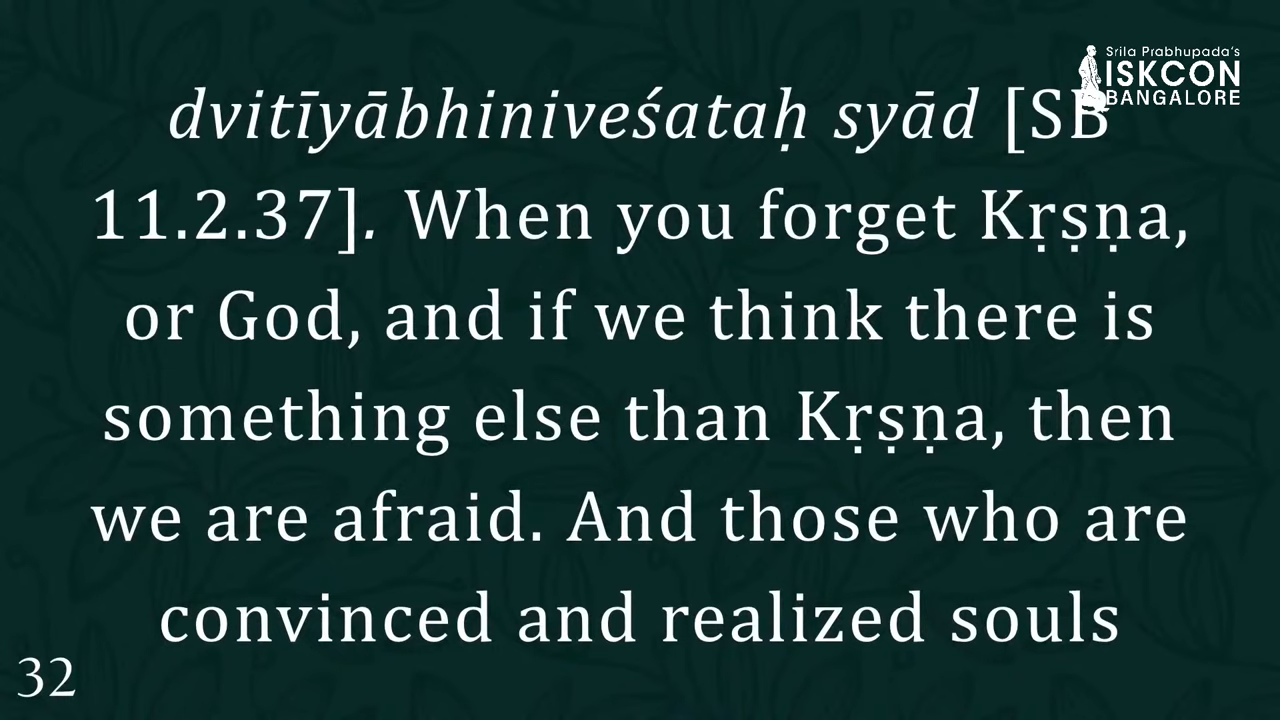 Srila Prabhupada's
ISKCON
BANGALORE
dvitīyābhiniveśataḥ syād [SB
11.2.37]. When you forget Kṛṣṇa,
or God, and if we think there is
something else than Kṛṣṇa, then
we are afraid. And those who are
convinced and realized souls
32